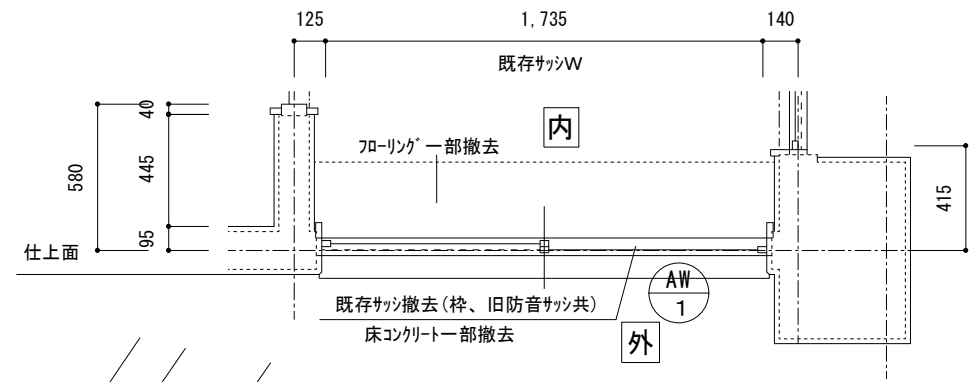 125
1,735
140
既存ｻｯｼW
内
ﾌﾛｰﾘﾝｸﾞ一部撤去
40
445
580
95
415
仕上面
既存ｻｯｼ撤去(枠、旧防音ｻｯｼ共)
床ｺﾝｸﾘｰﾄ一部撤去
AW
1
外